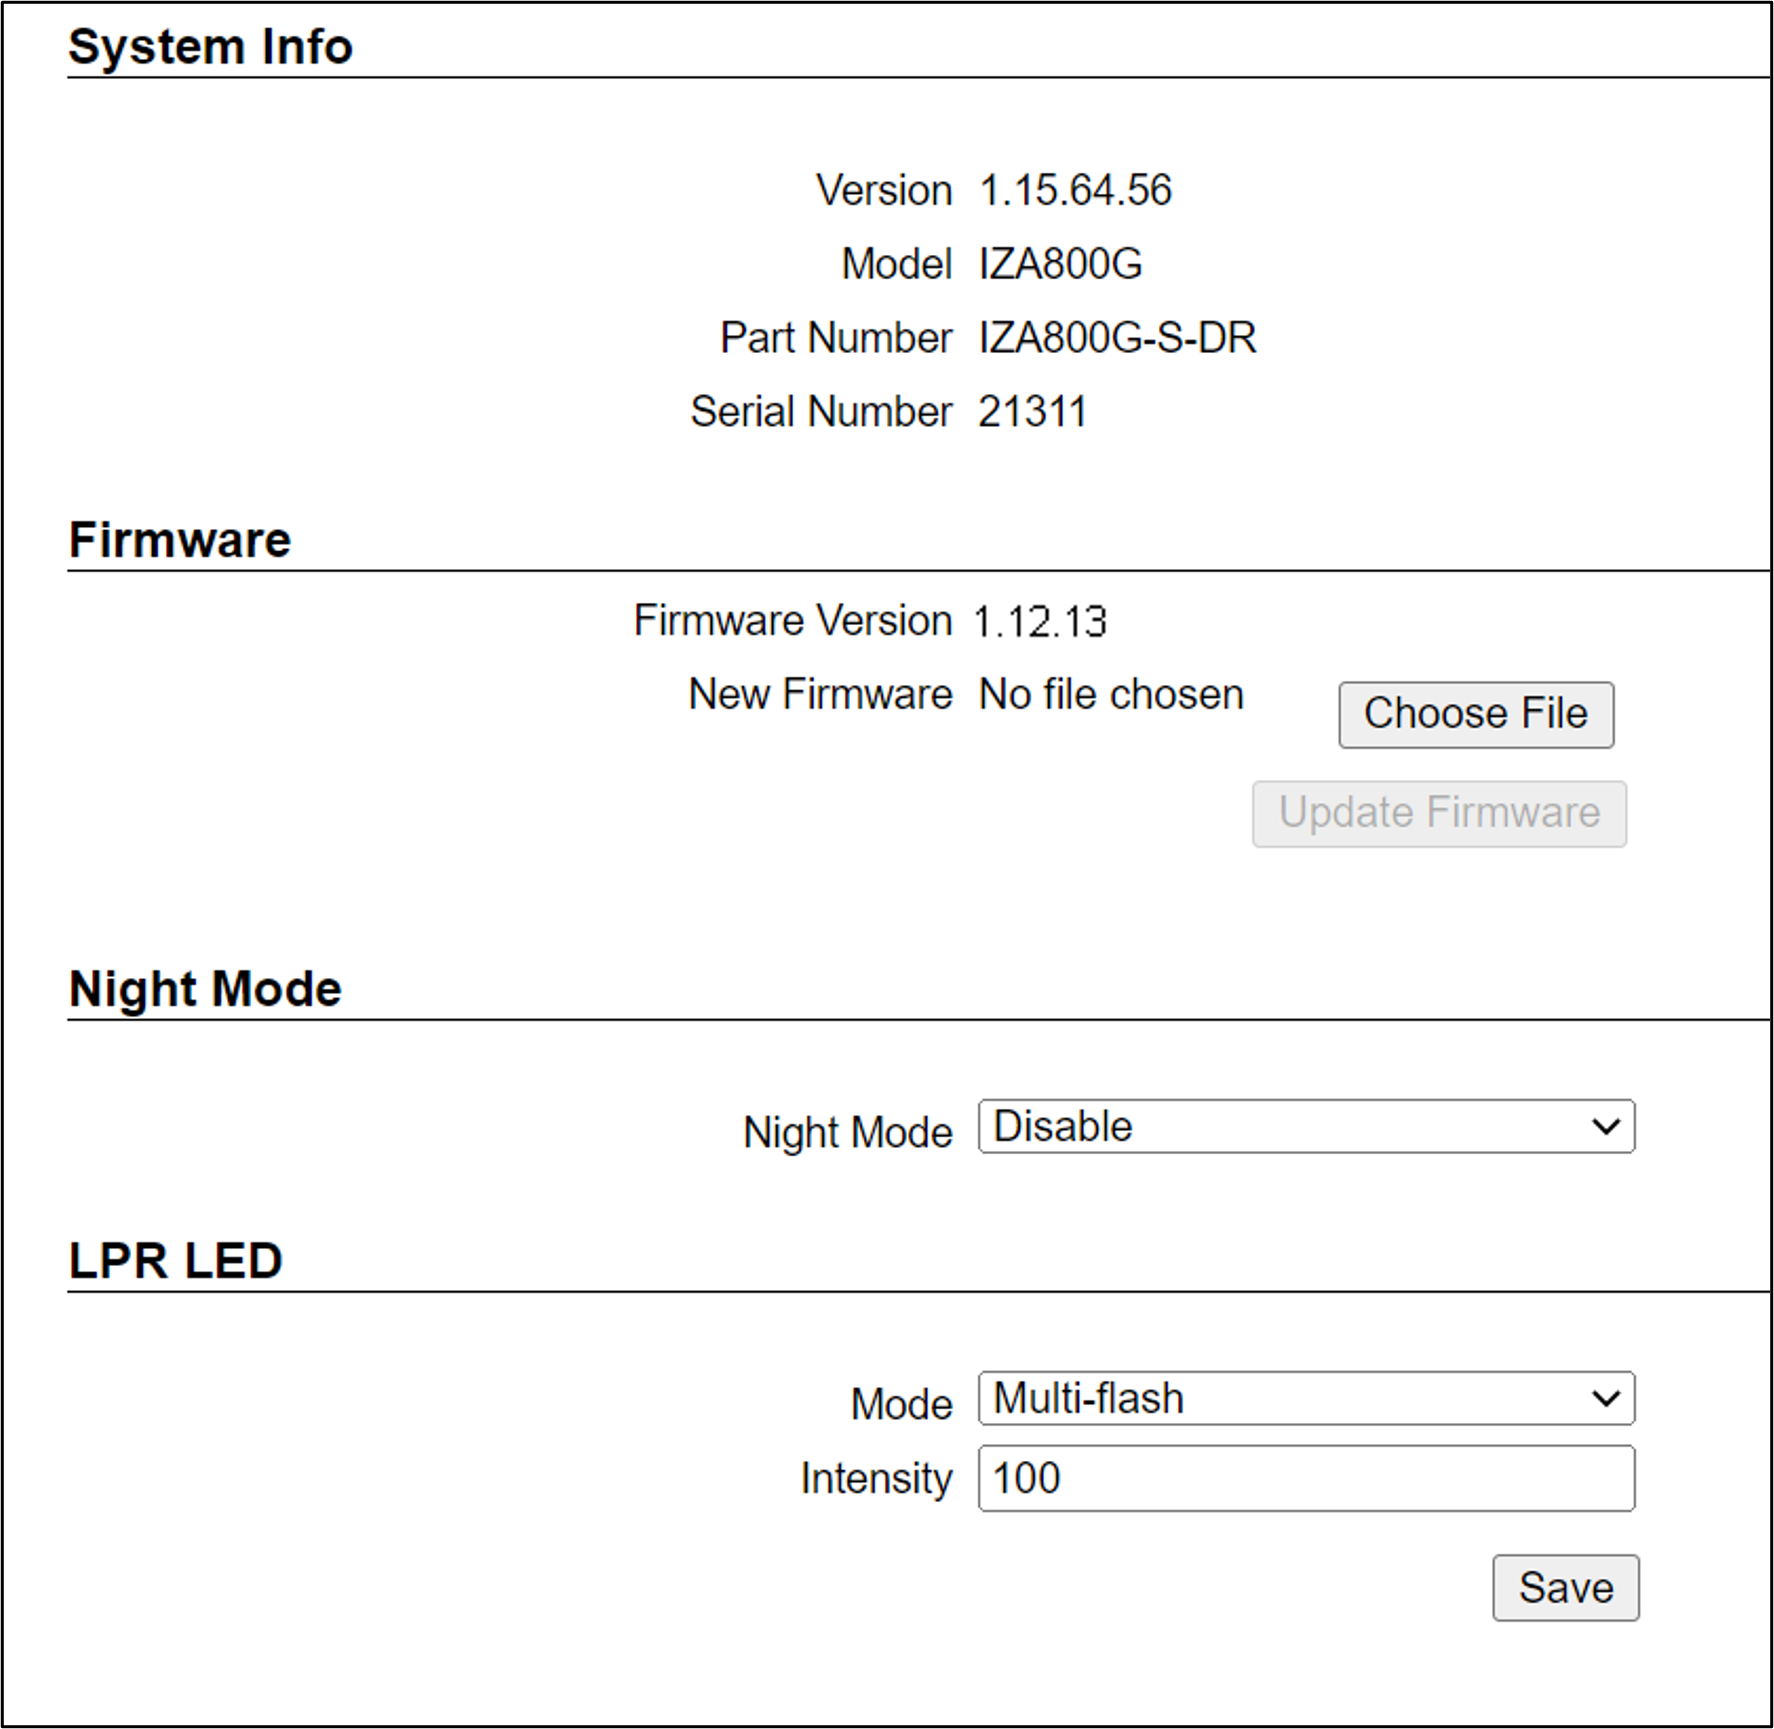 System Info
Version 1.15.64.56
Model IZA800G
Part Number IZA800G-S-DR
Serial Number 21311
Firmware
Firmware Version 1.12.13
New Firmware No file chosen Choose File
Update Firmware
Night Mode
Night Mode Disable
LPR LED
Mode Multi-flash
Intensity 100
Save